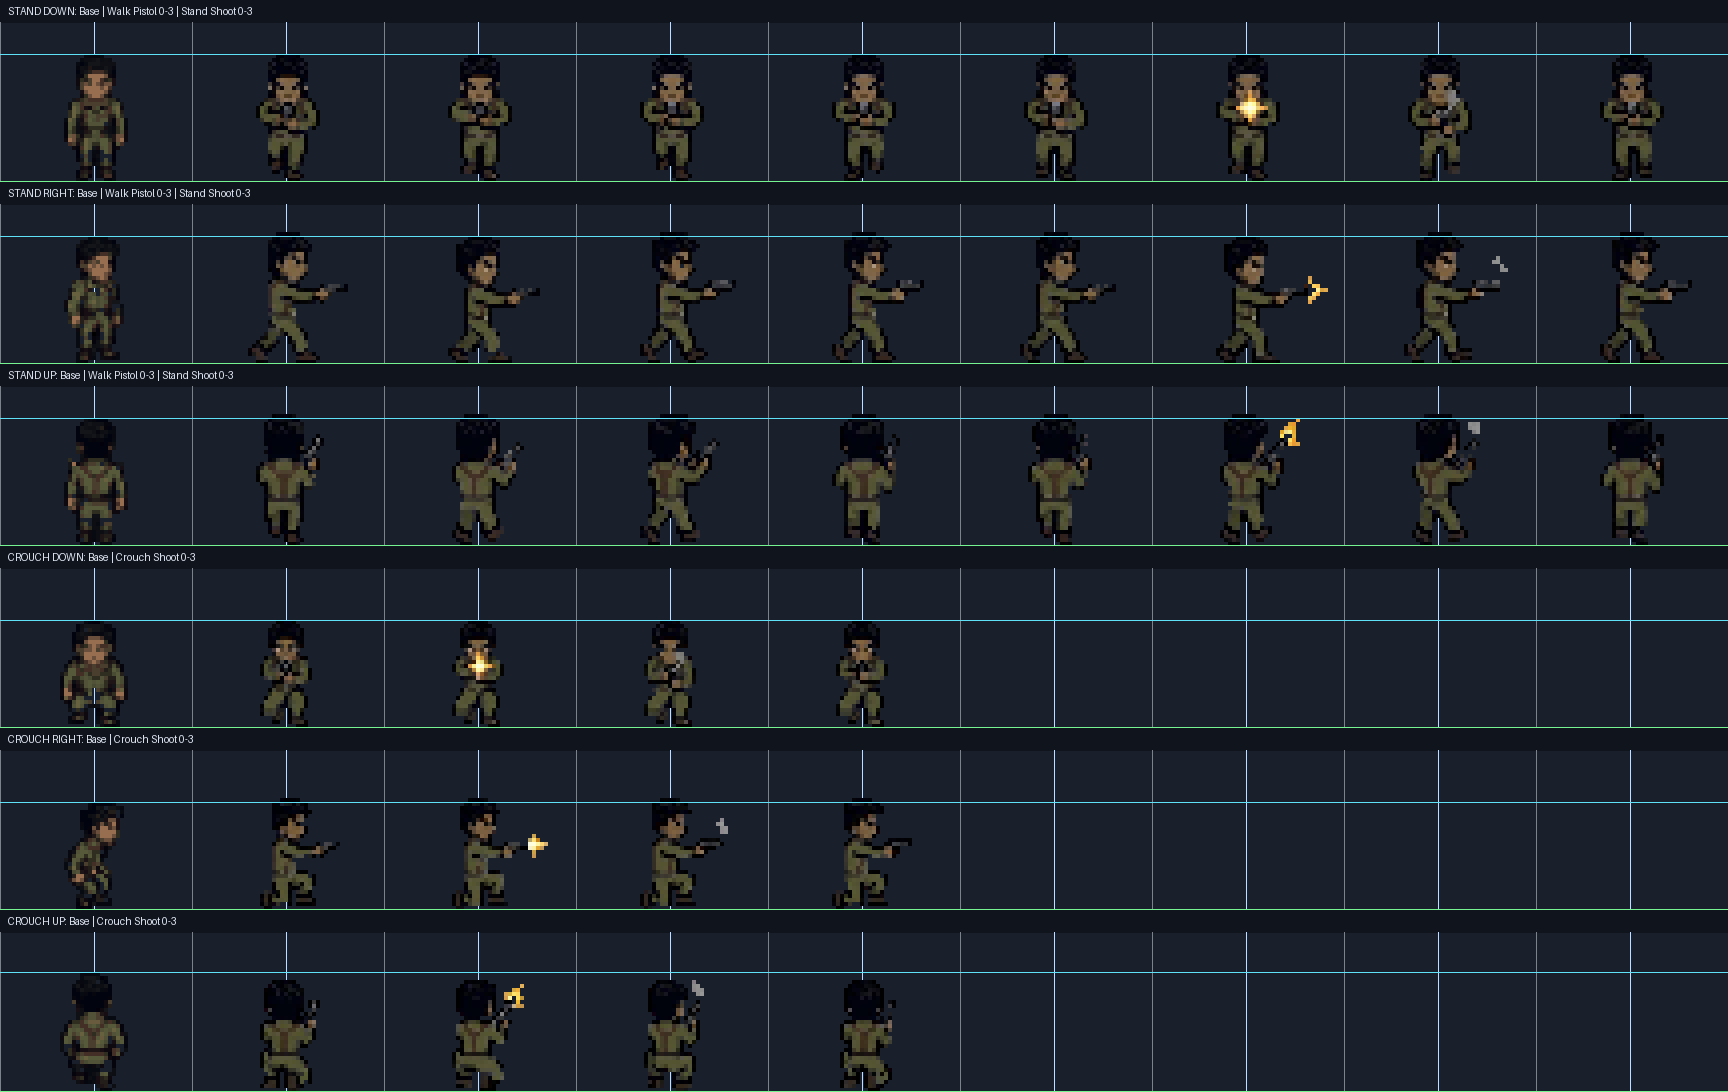 STAND DOWN: Base | Walk Pistol 0-3 | Stand Shoot 0-3
STAND RIGHT: Base | Walk Pistol 0-3 | Stand Shoot 0-3
STAND UP: Base | Walk Pistol 0-3 | Stand Shoot 0-3
CROUCH DOWN: Base | Crouch Shoot 0-3
CROUCH RIGHT: Base | Crouch Shoot 0-3
CROUCH UP: Base | Crouch Shoot 0-3